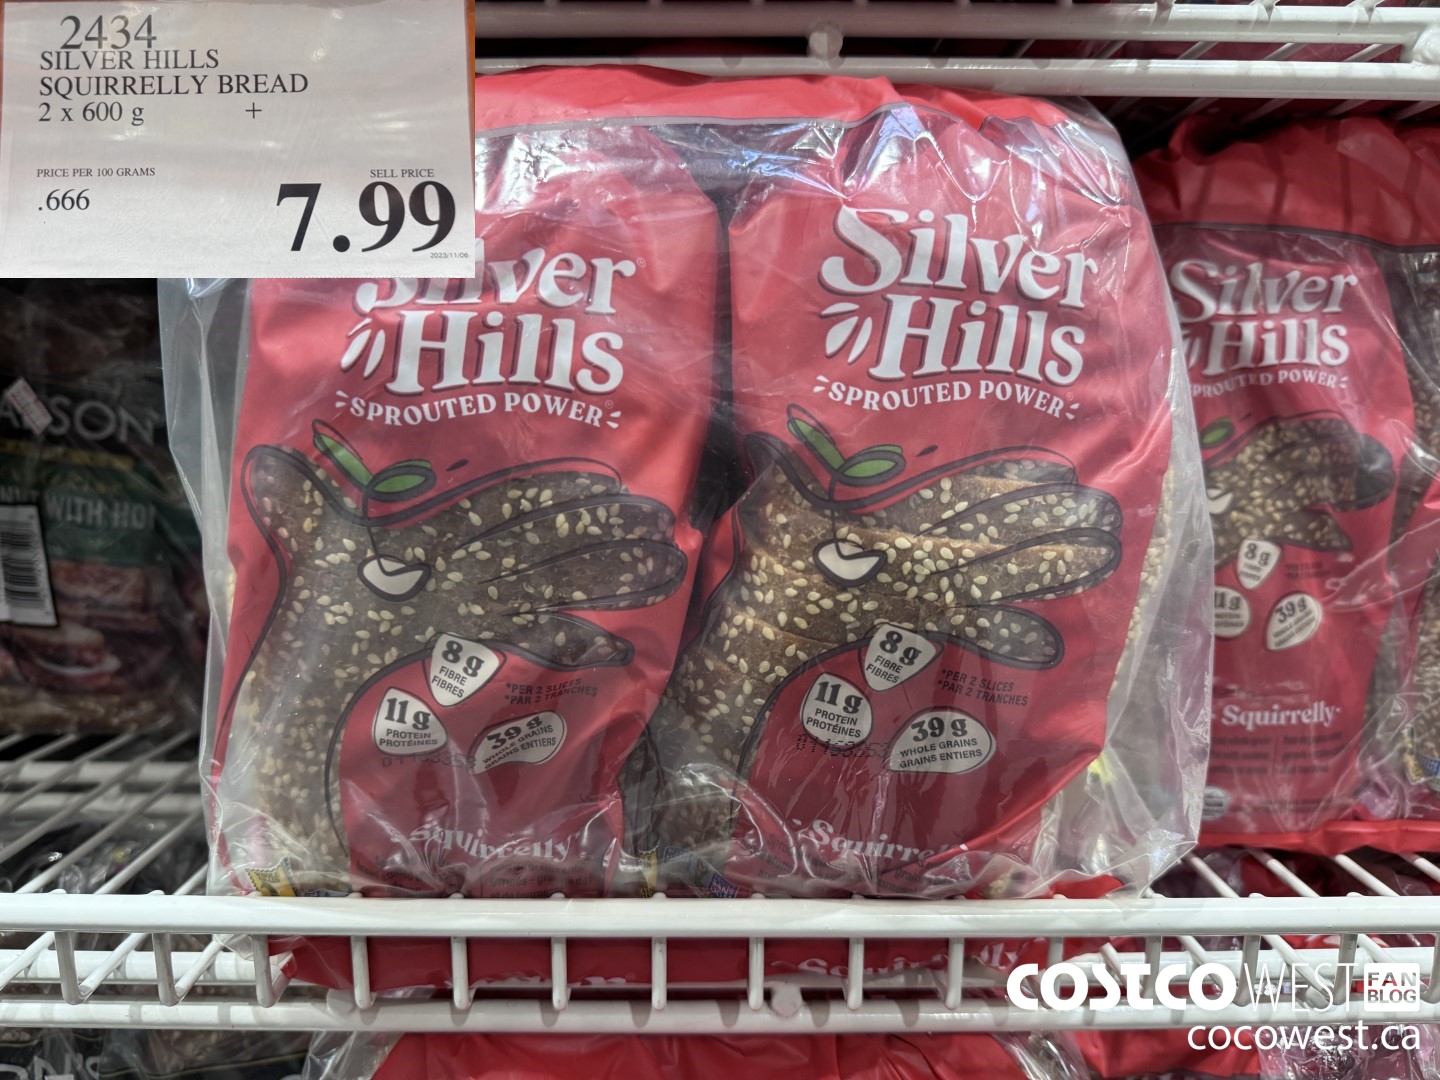 2434
SILVER HILLS
SQUIRRELLY BREAD
2 x 600 g +
PRICE PER 100 GRAMS
.666
SELL PRICE
7.99
2023/11/06
Silver
Hills
SPROUTED POWER
8g
FIBRE
FIBRES
11g
PROTEIN
PROTÉINES
*PER 2 SLICES
*PAR 2 TRANCHES
39g
WHOLE GRAINS
GRAINS ENTIERS
Squirrelly
Silver
Hills
SPROUTED POWER
8g
FIBRE
FIBRES
11g
PROTEIN
PROTÉINES
*PER 2 SLICES
*PAR 2 TRANCHES
39g
WHOLE GRAINS
GRAINS ENTIERS
Silver
Hills
SPROUTED POWER
8g
39g
Squirrelly
WITH
COSTCO WEST FAN BLOG
cocowest.ca